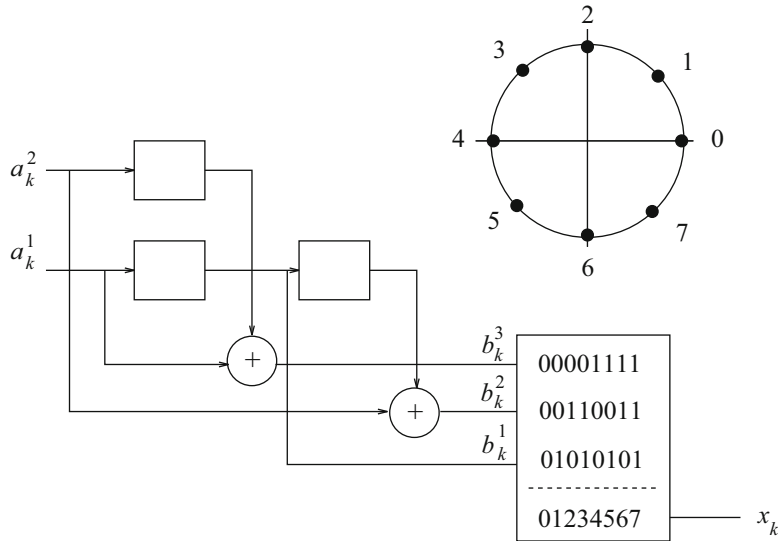 2
3
1
4
0
5
7
6
a_k^2
a_k^1
+
+
b_k^3
b_k^2
b_k^1
00001111
00110011
01010101
01234567
x_k